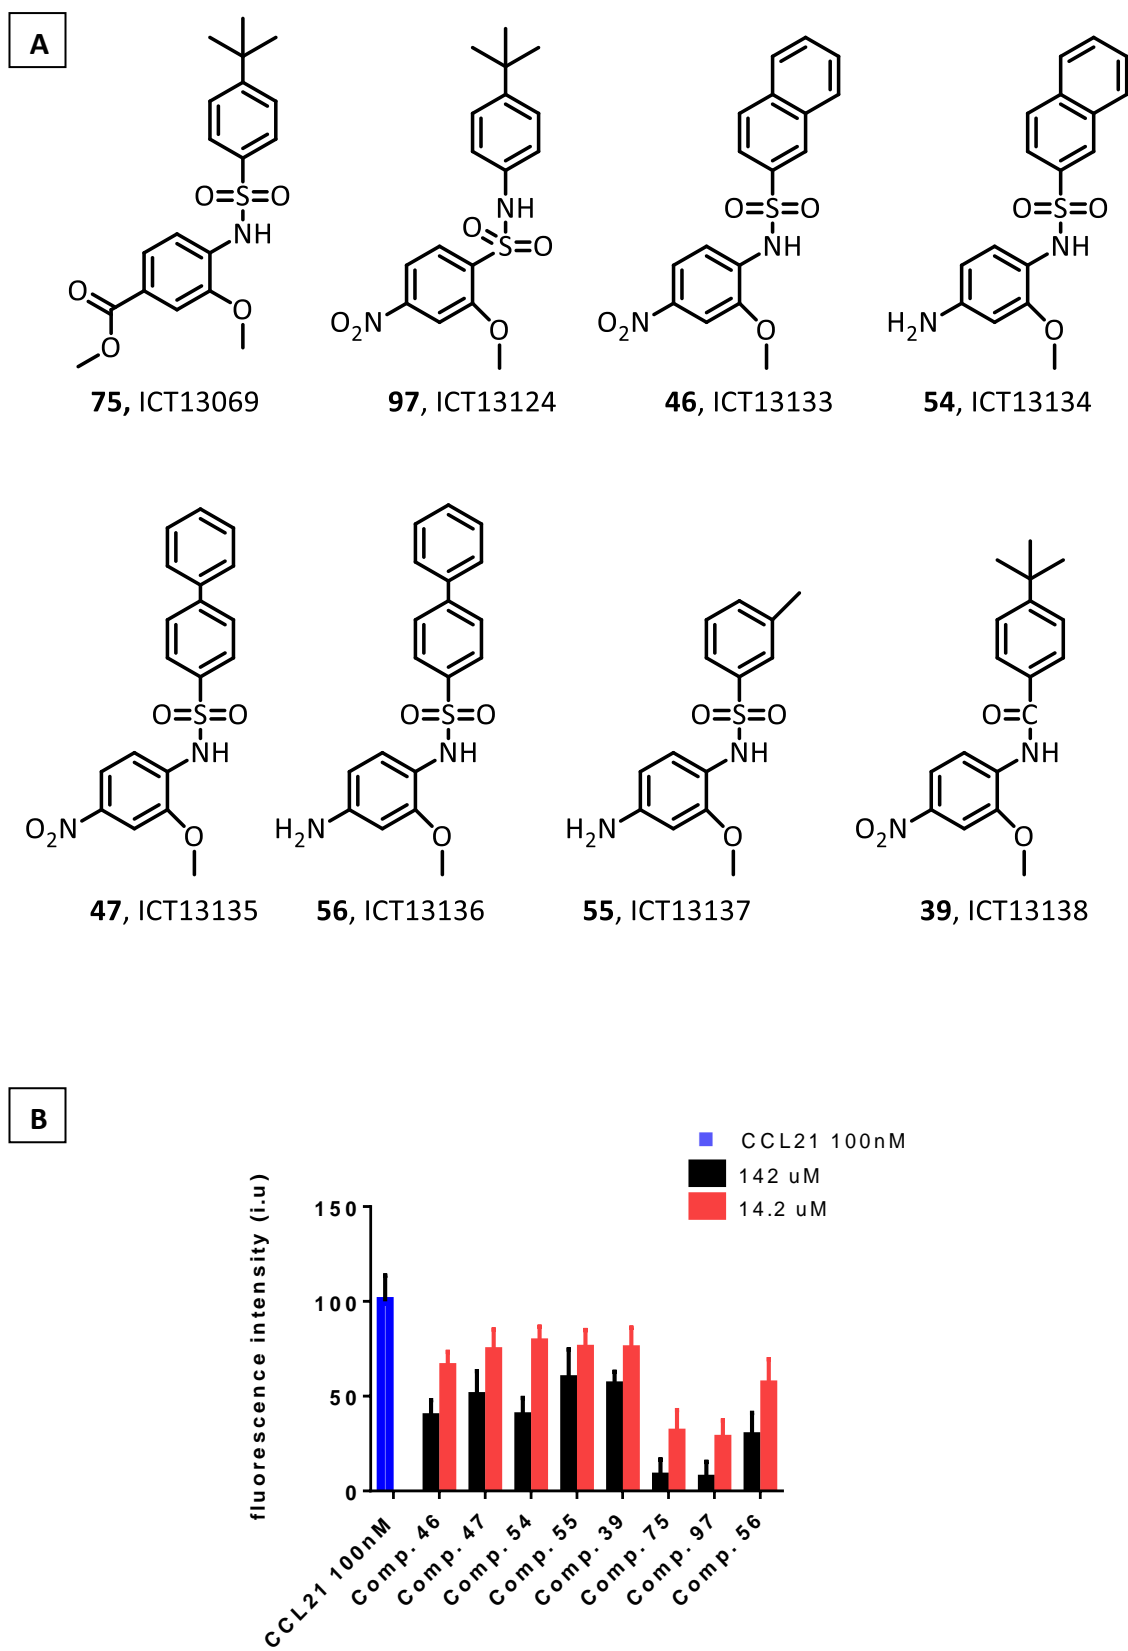 A
O=S=O
NH
O
O
O
75, ICT13069
NH
O=S=O
O₂N
O
97, ICT13124
O=S=O
NH
O₂N
O
46, ICT13133
O=S=O
NH
H₂N
O
54, ICT13134
O=S=O
NH
O₂N
O
47, ICT13135
O=S=O
NH
H₂N
O
56, ICT13136
O=S=O
NH
H₂N
O
55, ICT13137
O=C
NH
O₂N
O
39, ICT13138
B
CCL21 100nM
142 uM
14.2 uM
fluorescence intensity (i.u)
150
100
50
0
CCL21 100nM
Comp. 46
Comp. 47
Comp. 54
Comp. 55
Comp. 39
Comp. 75
Comp. 97
Comp. 56